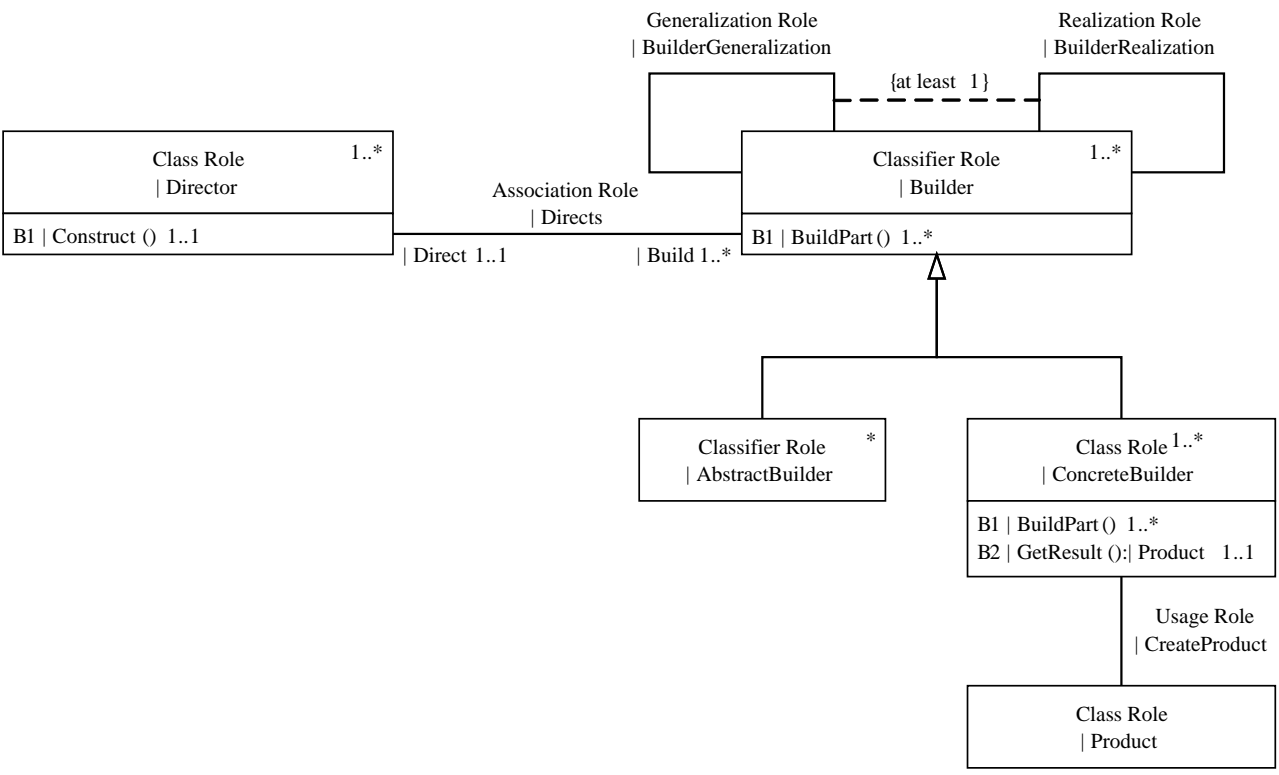 Generalization Role
| BuilderGeneralization
Realization Role
| BuilderRealization
{at least 1}
Class Role 1..*
| Director
B1 | Construct () 1..1
Association Role
| Directs
| Direct 1..1
| Build 1..*
Classifier Role 1..*
| Builder
B1 | BuildPart () 1..*
Classifier Role *
| AbstractBuilder
Class Role 1..*
| ConcreteBuilder
B1 | BuildPart () 1..*
B2 | GetResult ():| Product 1..1
Usage Role
| CreateProduct
Class Role
| Product